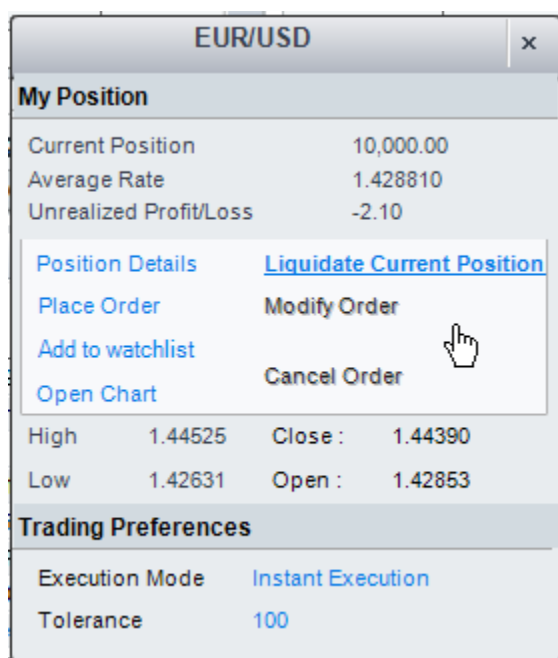 EUR/USD x
My Position
Current Position 10,000.00
Average Rate 1.428810
Unrealized Profit/Loss -2.10
Position Details Liquidate Current Position
Place Order Modify Order
Add to watchlist
Cancel Order
Open Chart
High 1.44525 Close : 1.44390
Low 1.42631 Open : 1.42853
Trading Preferences
Execution Mode Instant Execution
Tolerance 100